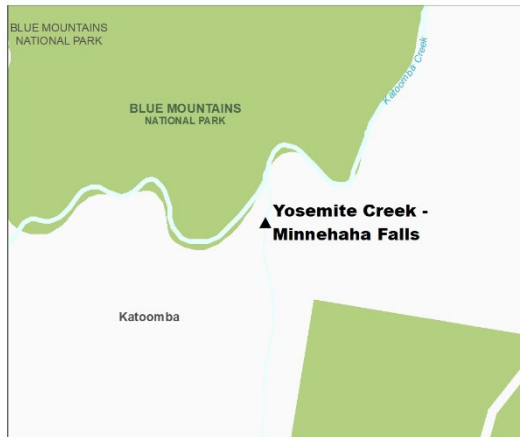 BLUE MOUNTAINS
NATIONAL PARK
Katoomba Creek
BLUE MOUNTAINS
NATIONAL PARK
Yosemite Creek -
Minnehaha Falls
Katoomba